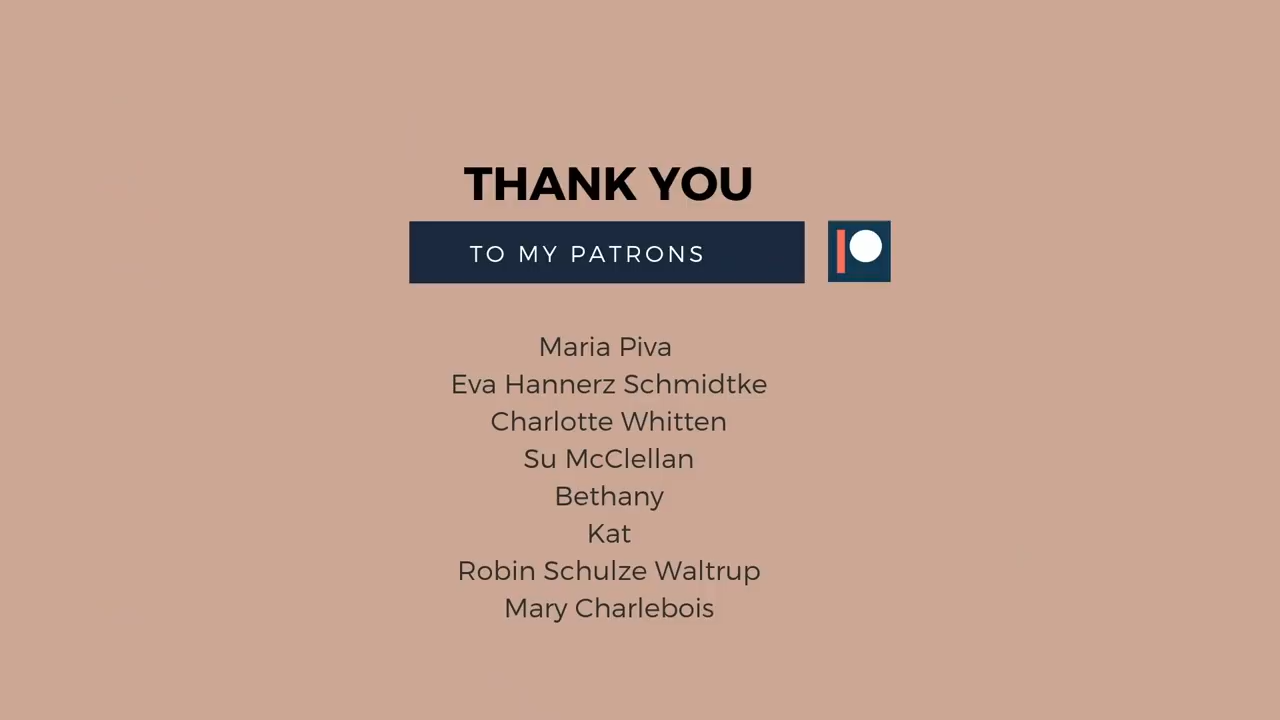 THANK YOU
TO MY PATRONS
Maria Piva
Eva Hannerz Schmidtke
Charlotte Whitten
Su McClellan
Bethany
Kat
Robin Schulze Waltrup
Mary Charlebois